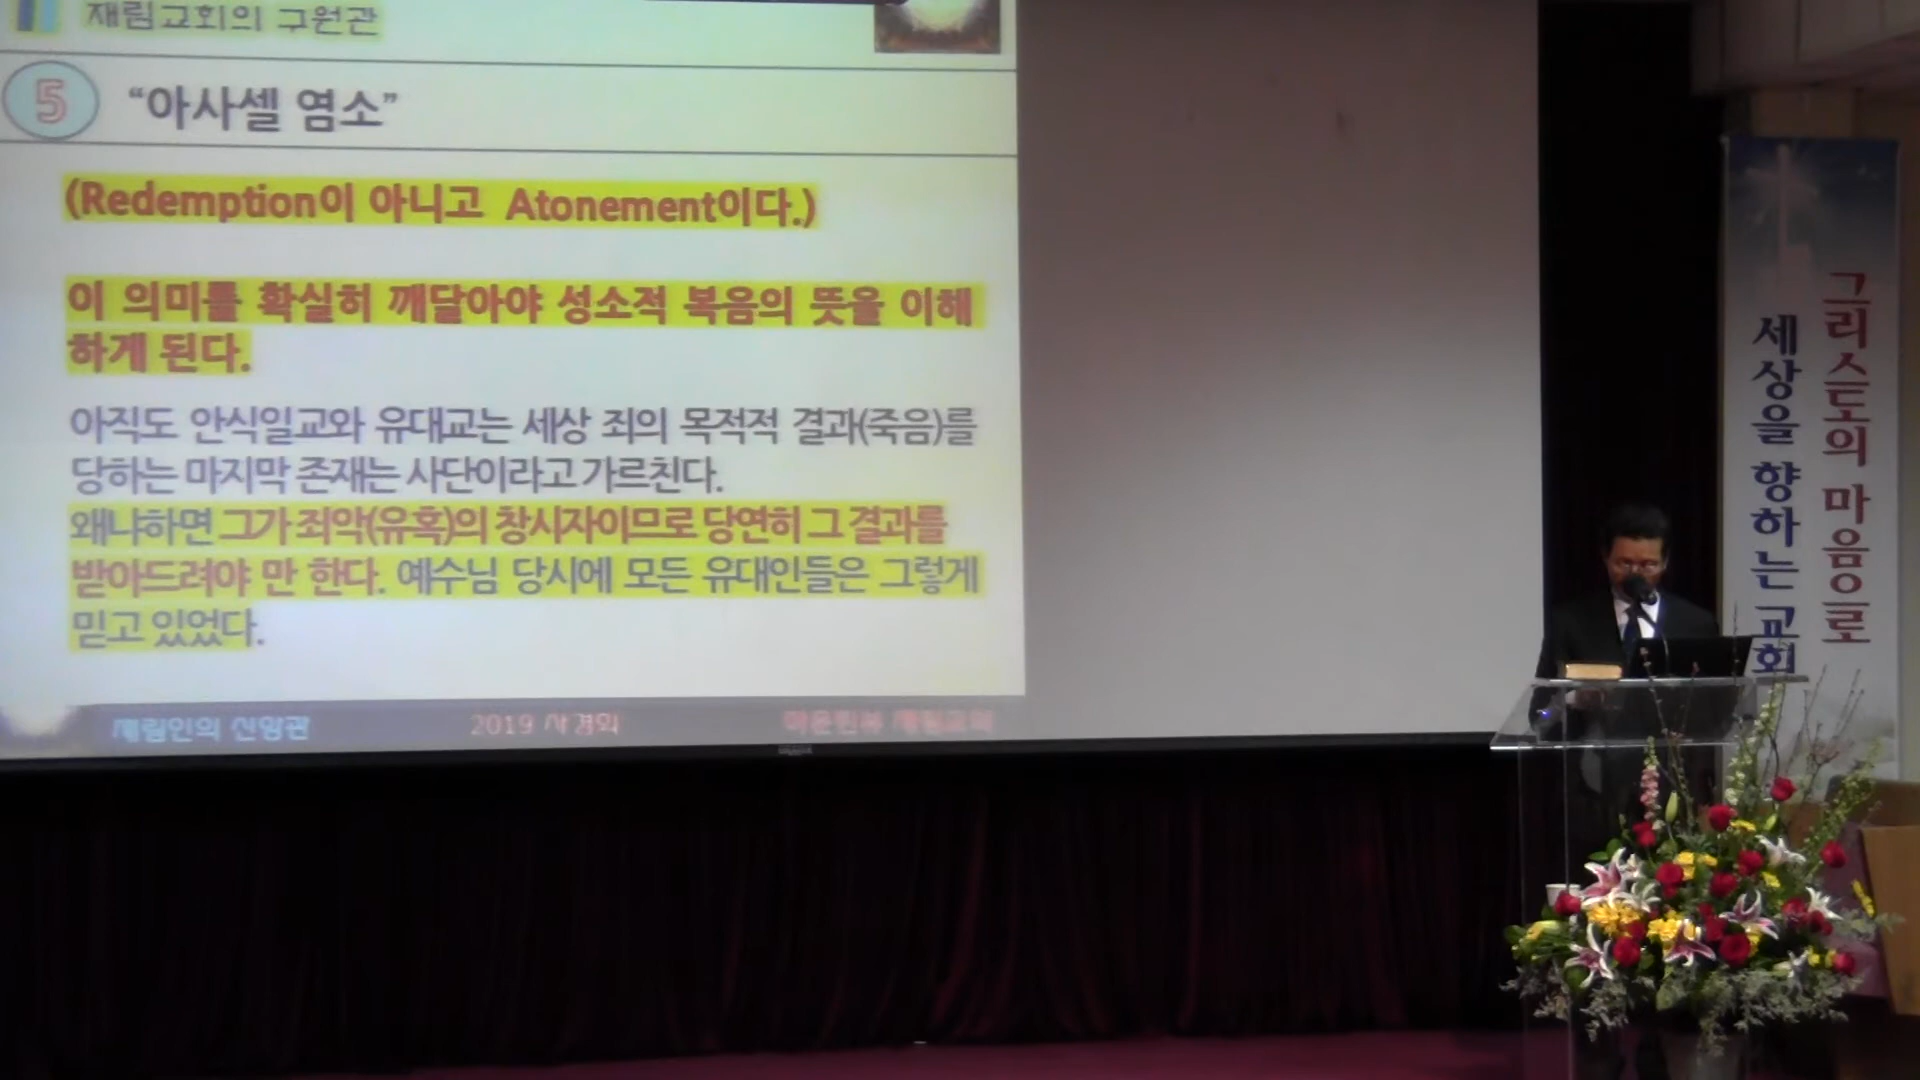 재림교회의 구원관
5 “아사셀 염소”
(Redemption이 아니고 Atonement이다.)
이 의미를 확실히 깨달아야 성소적 복음의 뜻을 이해
하게 된다.
아직도 안식일교와 유대교는 세상 죄의 목적적 결과(죽음)를
당하는 마지막 존재는 사단이라고 가르친다.
왜냐하면 그가 죄악(유혹)의 창시자이므로 당연히 그 결과를
받아드려야 만 한다. 예수님 당시에 모든 유대인들은 그렇게
믿고 있었다.
재림인의 신앙관 2019 사경회 마운틴뷰 재림교회
그리스도의 마음으로
세상을 향하는 교회